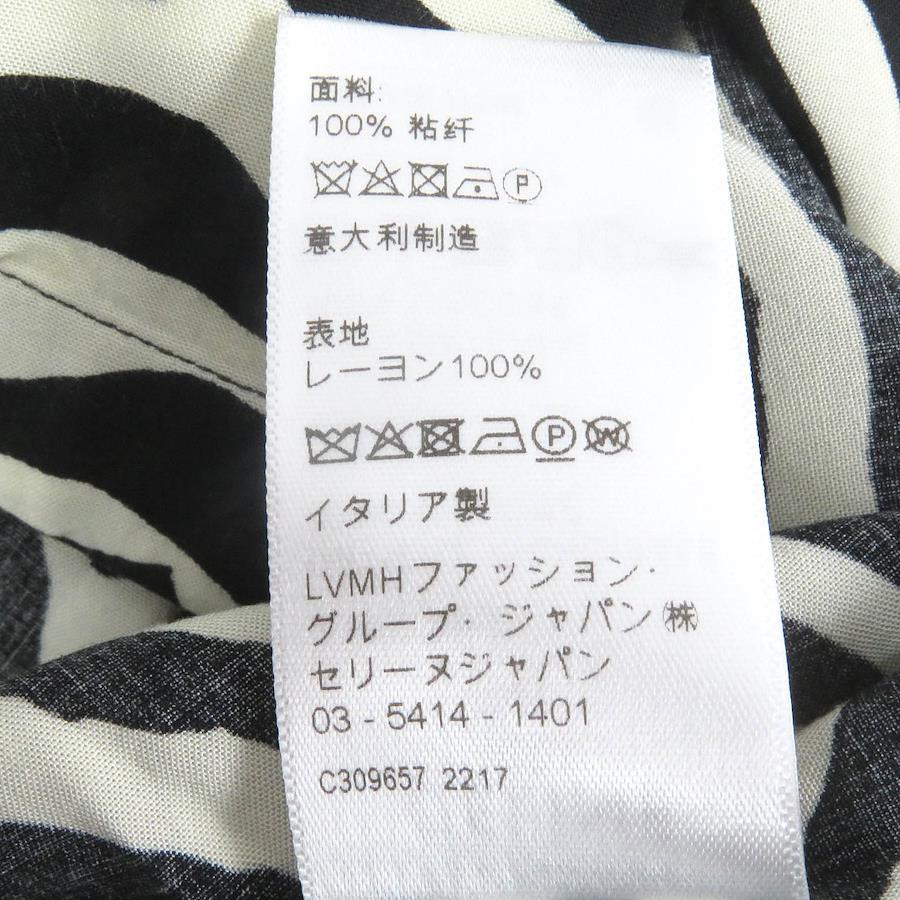 面料:
100% 粘纤
P
意大利制造
表地
レーヨン100%
P W
イタリア製
LVMHファッション・
グループ・ジャパン㈱
セリーヌジャパン
03 - 5414 - 1401
C309657 2217